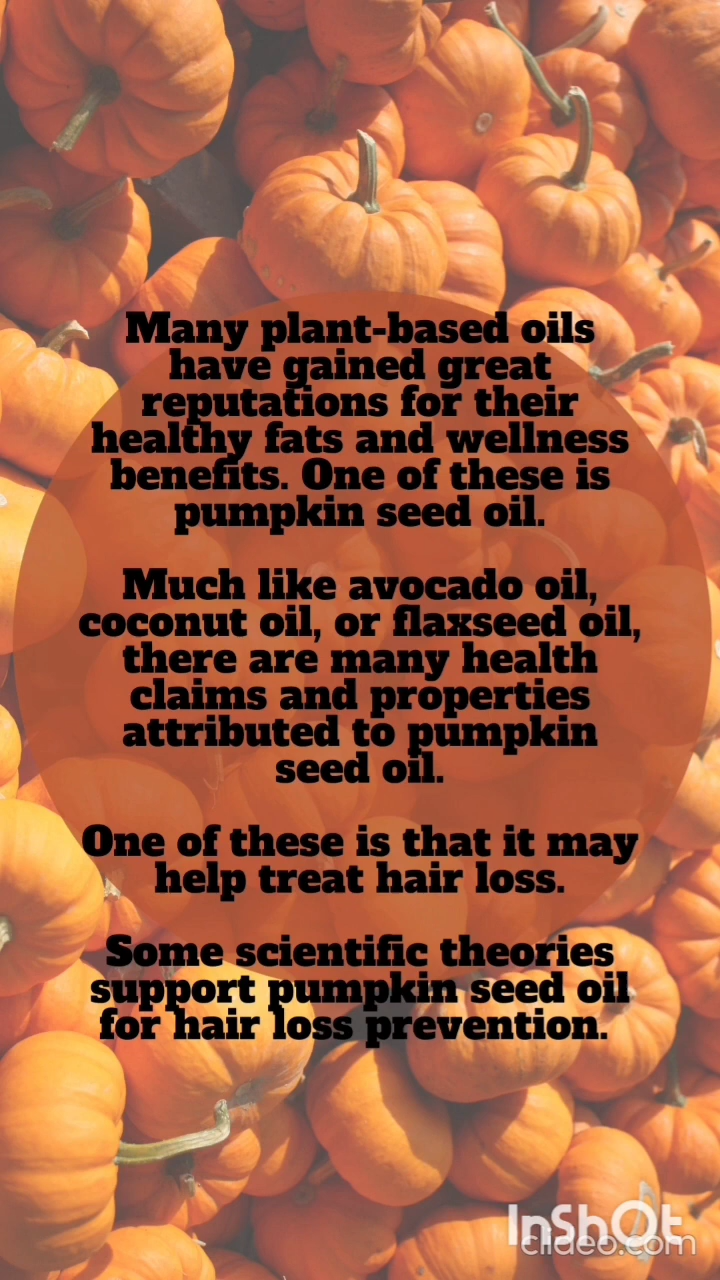 Many plant-based oils
have gained great
reputations for their
healthy fats and wellness
benefits. One of these is
pumpkin seed oil.
Much like avocado oil,
coconut oil, or flaxseed oil,
there are many health
claims and properties
attributed to pumpkin
seed oil.
One of these is that it may
help treat hair loss.
Some scientific theories
support pumpkin seed oil
for hair loss prevention.
InShOt
clideo.com